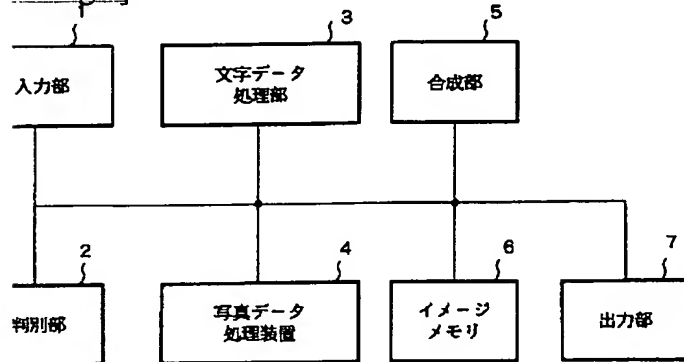 1
3
5
入力部
文字データ
処理部
合成部
2
4
6
7
判別部
写真データ
処理装置
イメージ
メモリ
出力部